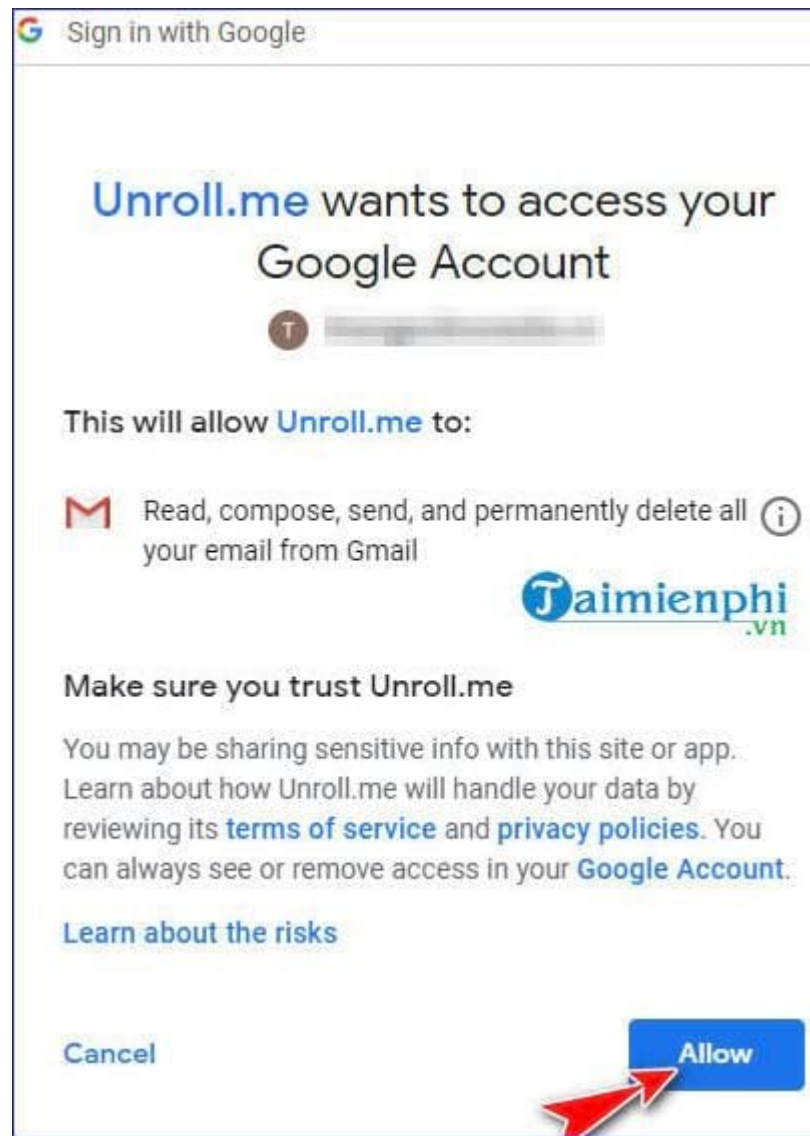 Sign in with Google
Unroll.me wants to access your
Google Account
T
This will allow Unroll.me to:
Read, compose, send, and permanently delete all
your email from Gmail
Taimienphi
.vn
Make sure you trust Unroll.me
You may be sharing sensitive info with this site or app.
Learn about how Unroll.me will handle your data by
reviewing its terms of service and privacy policies. You
can always see or remove access in your Google Account.
Learn about the risks
Cancel
Allow